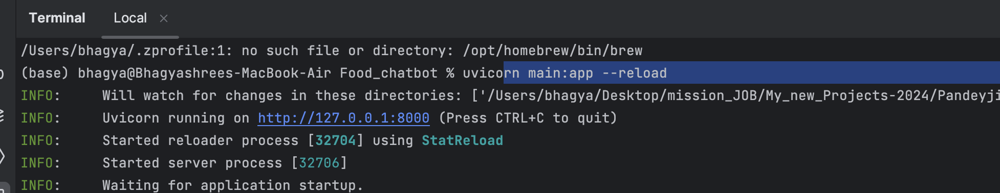 Terminal Local ×
/Users/bhagya/.zprofile:1: no such file or directory: /opt/homebrew/bin/brew
(base) bhagya@Bhagyashrees-MacBook-Air Food_chatbot % uvicorn main:app --reload
INFO: Will watch for changes in these directories: ['/Users/bhagya/Desktop/mission_JOB/My_new_Projects-2024/Pandeyji
INFO: Uvicorn running on http://127.0.0.1:8000 (Press CTRL+C to quit)
INFO: Started reloader process [32704] using StatReload
INFO: Started server process [32706]
INFO: Waiting for application startup.